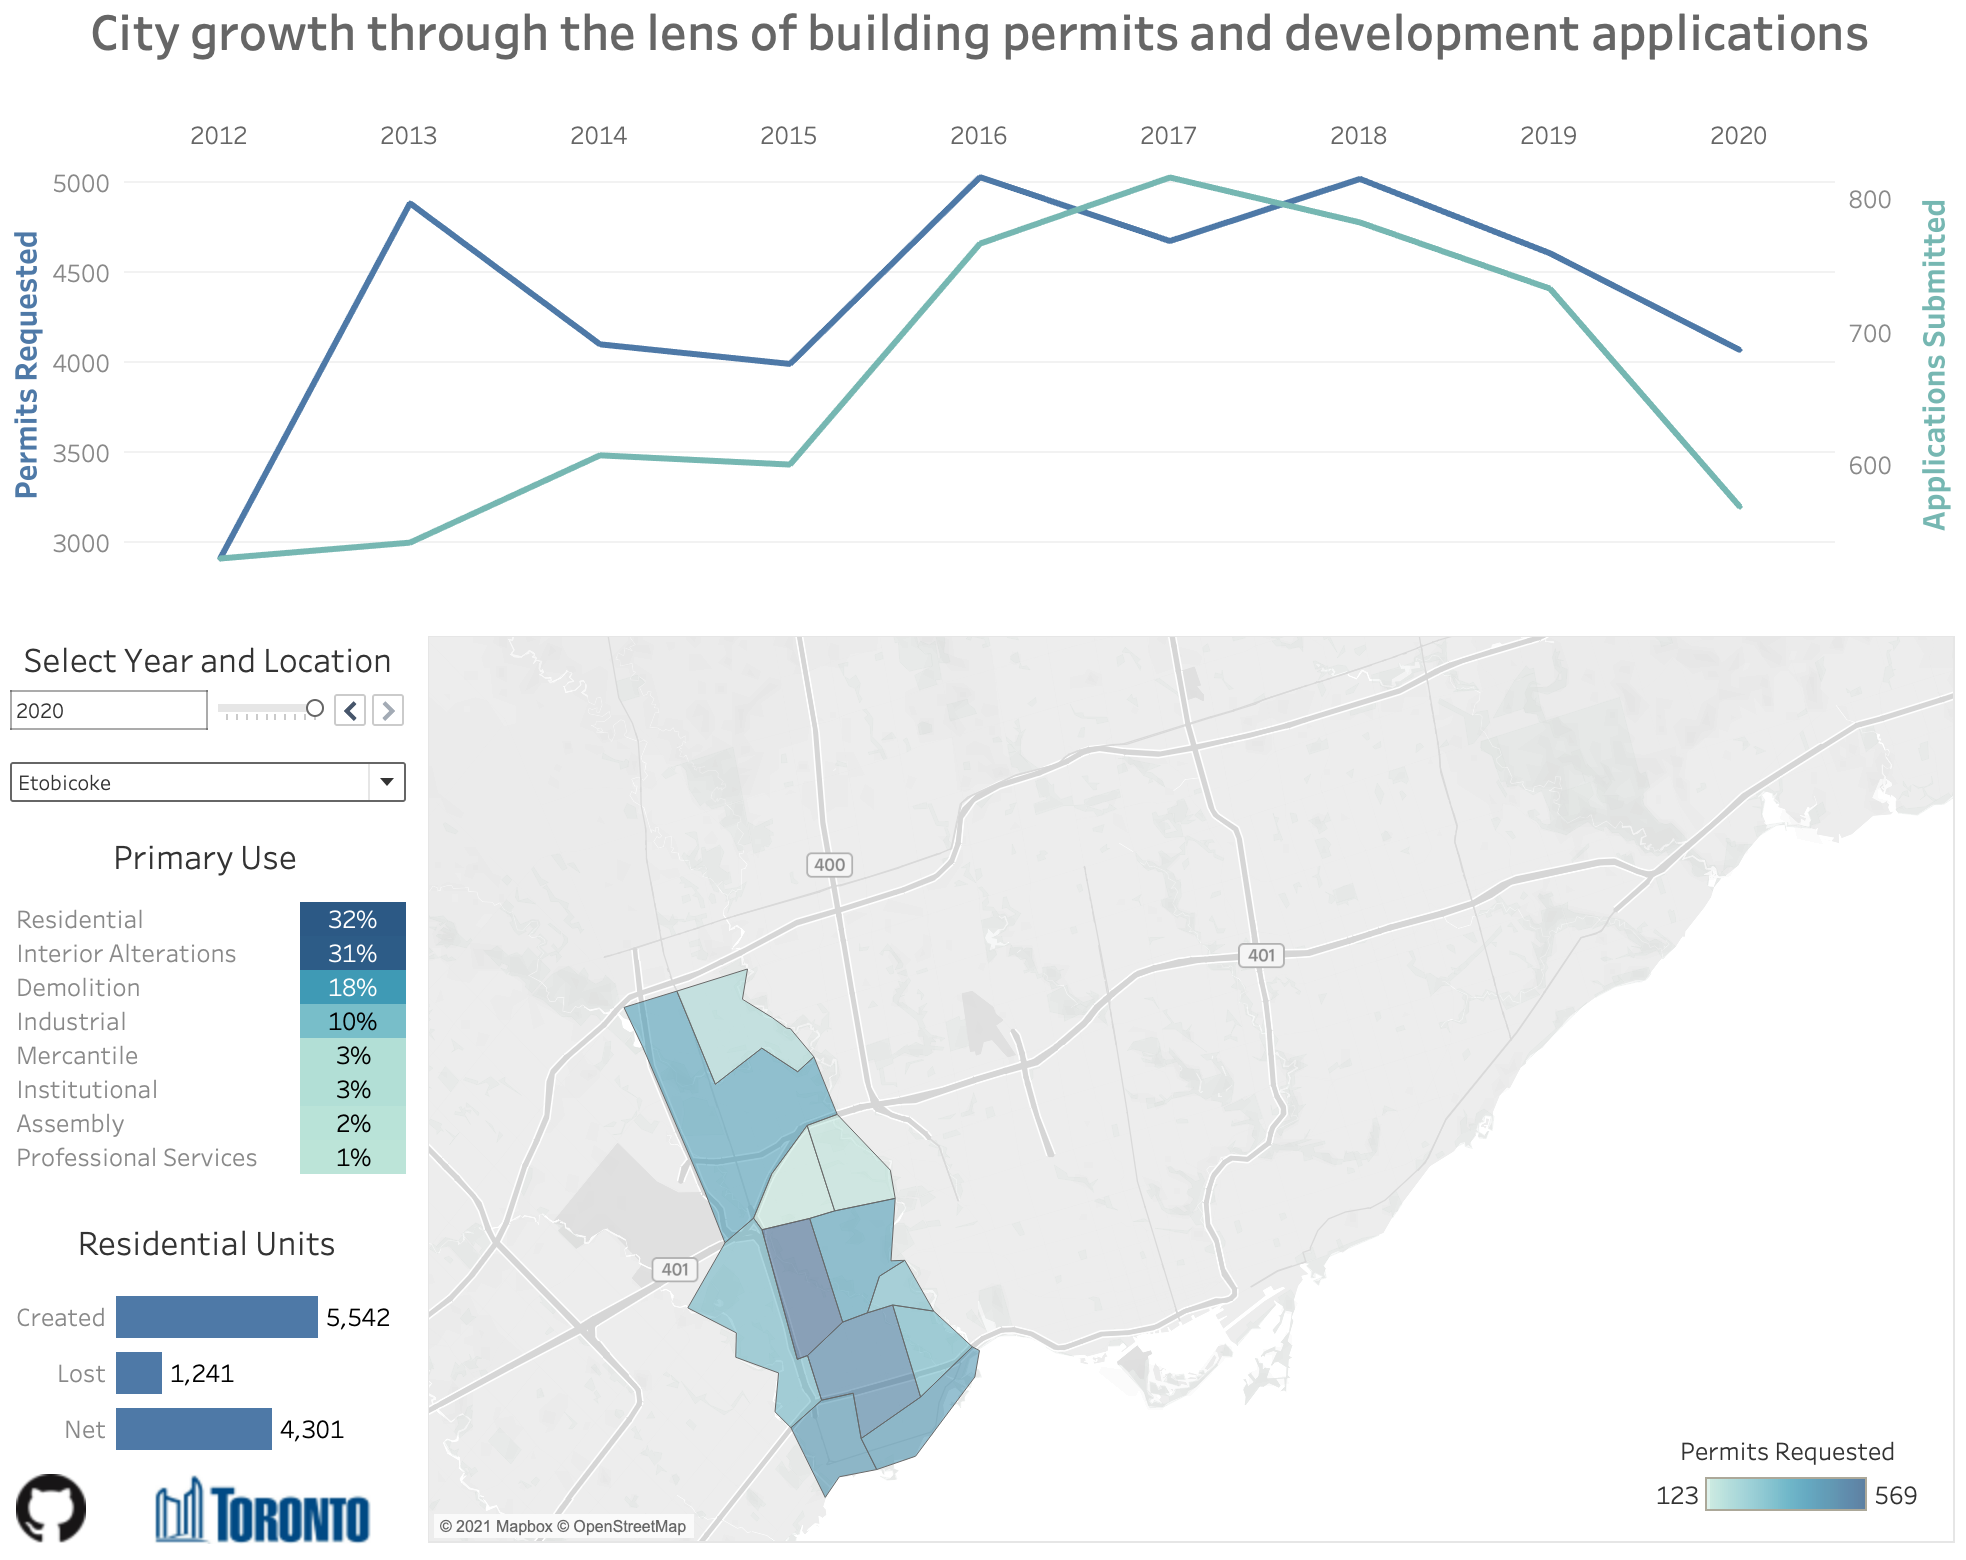 City growth through the lens of building permits and development applications
2012 2013 2014 2015 2016 2017 2018 2019 2020
Permits Requested
5000
4500
4000
3500
3000
800
700
600
Applications Submitted
Select Year and Location
2020
Etobicoke
Primary Use
Residential 32%
Interior Alterations 31%
Demolition 18%
Industrial 10%
Mercantile 3%
Institutional 3%
Assembly 2%
Professional Services 1%
Residential Units
Created 5,542
Lost 1,241
Net 4,301
TORONTO
400
401
401
Permits Requested
123 569
© 2021 Mapbox © OpenStreetMap